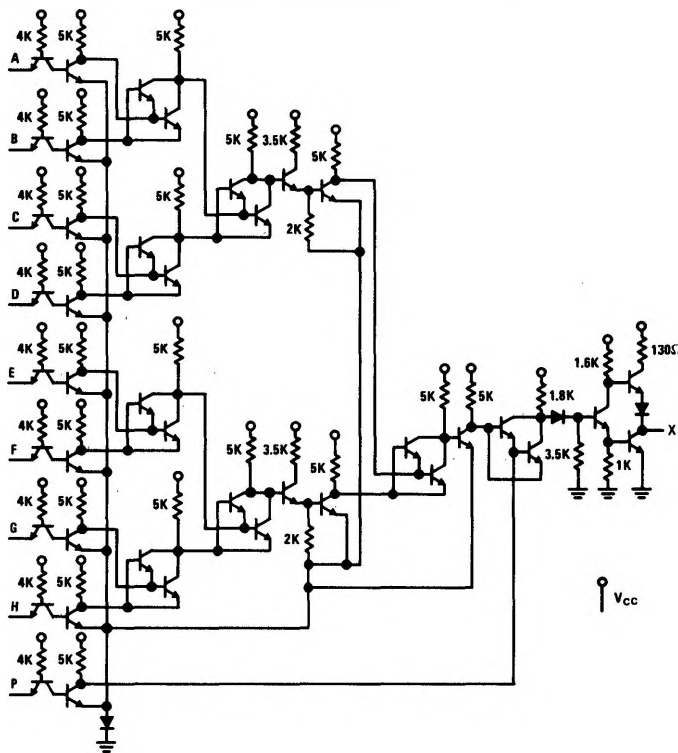 4K 5K 5K
A
4K 5K
B
5K 3.5K 5K
4K 5K 5K
C
2K
4K 5K
D
4K 5K 5K
E
1.6K 130Ω
5K 5K 1.8K
4K 5K
F
X
5K 3.5K 5K
3.5K 1K
4K 5K 5K
G
2K
4K 5K
H
VCC
4K 5K
P